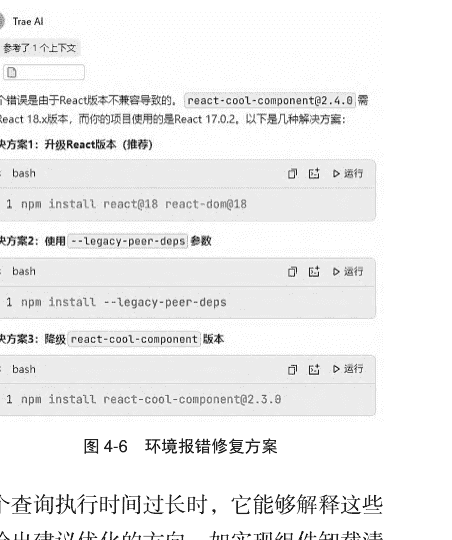 Trae AI
参考了 1 个上下文
个错误是由于React版本不兼容导致的。 react-cool-component@2.4.0 需
React 18.x版本，而你的项目使用的是React 17.0.2。以下是几种解决方案：
决方案1：升级React版本（推荐）
bash 运行
1 npm install react@18 react-dom@18
决方案2：使用 --legacy-peer-deps 参数
bash 运行
1 npm install --legacy-peer-deps
决方案3：降级 react-cool-component 版本
bash 运行
1 npm install react-cool-component@2.3.0
图 4-6 环境报错修复方案
个查询执行时间过长时，它能够解释这些
给出建议优化的方向，如实现组件卸载清